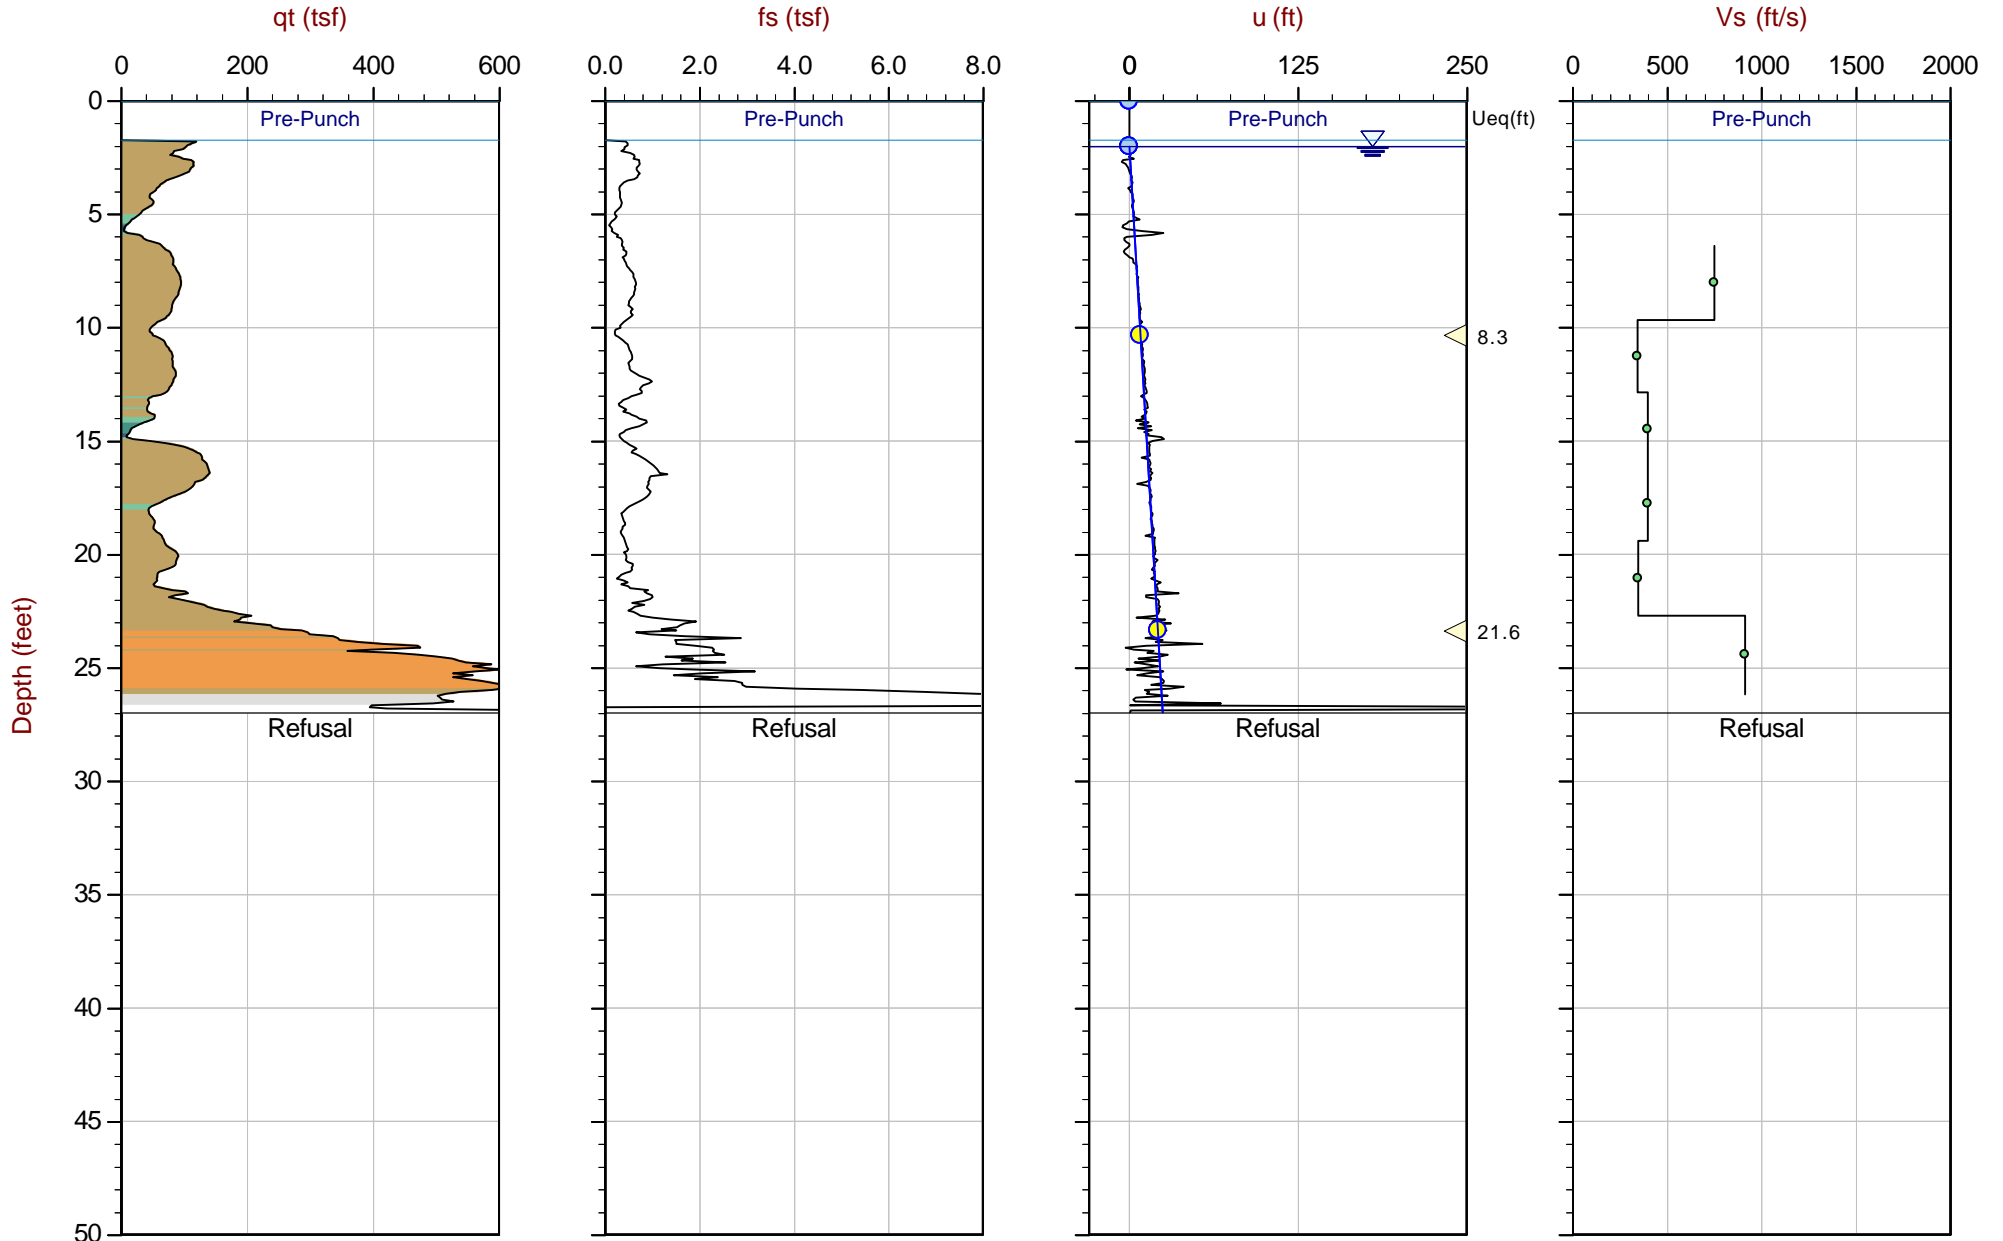 qt (tsf) fs (tsf) u (ft) Vs (ft/s)
0 200 400 600 0.0 2.0 4.0 6.0 8.0 0 125 250 0 500 1000 1500 2000
0
Pre-Punch Pre-Punch Pre-Punch Ueq(ft) Pre-Punch
5
10
8.3
15
20
21.6
25
Refusal Refusal Refusal Refusal
30
35
40
45
50
Depth (feet)